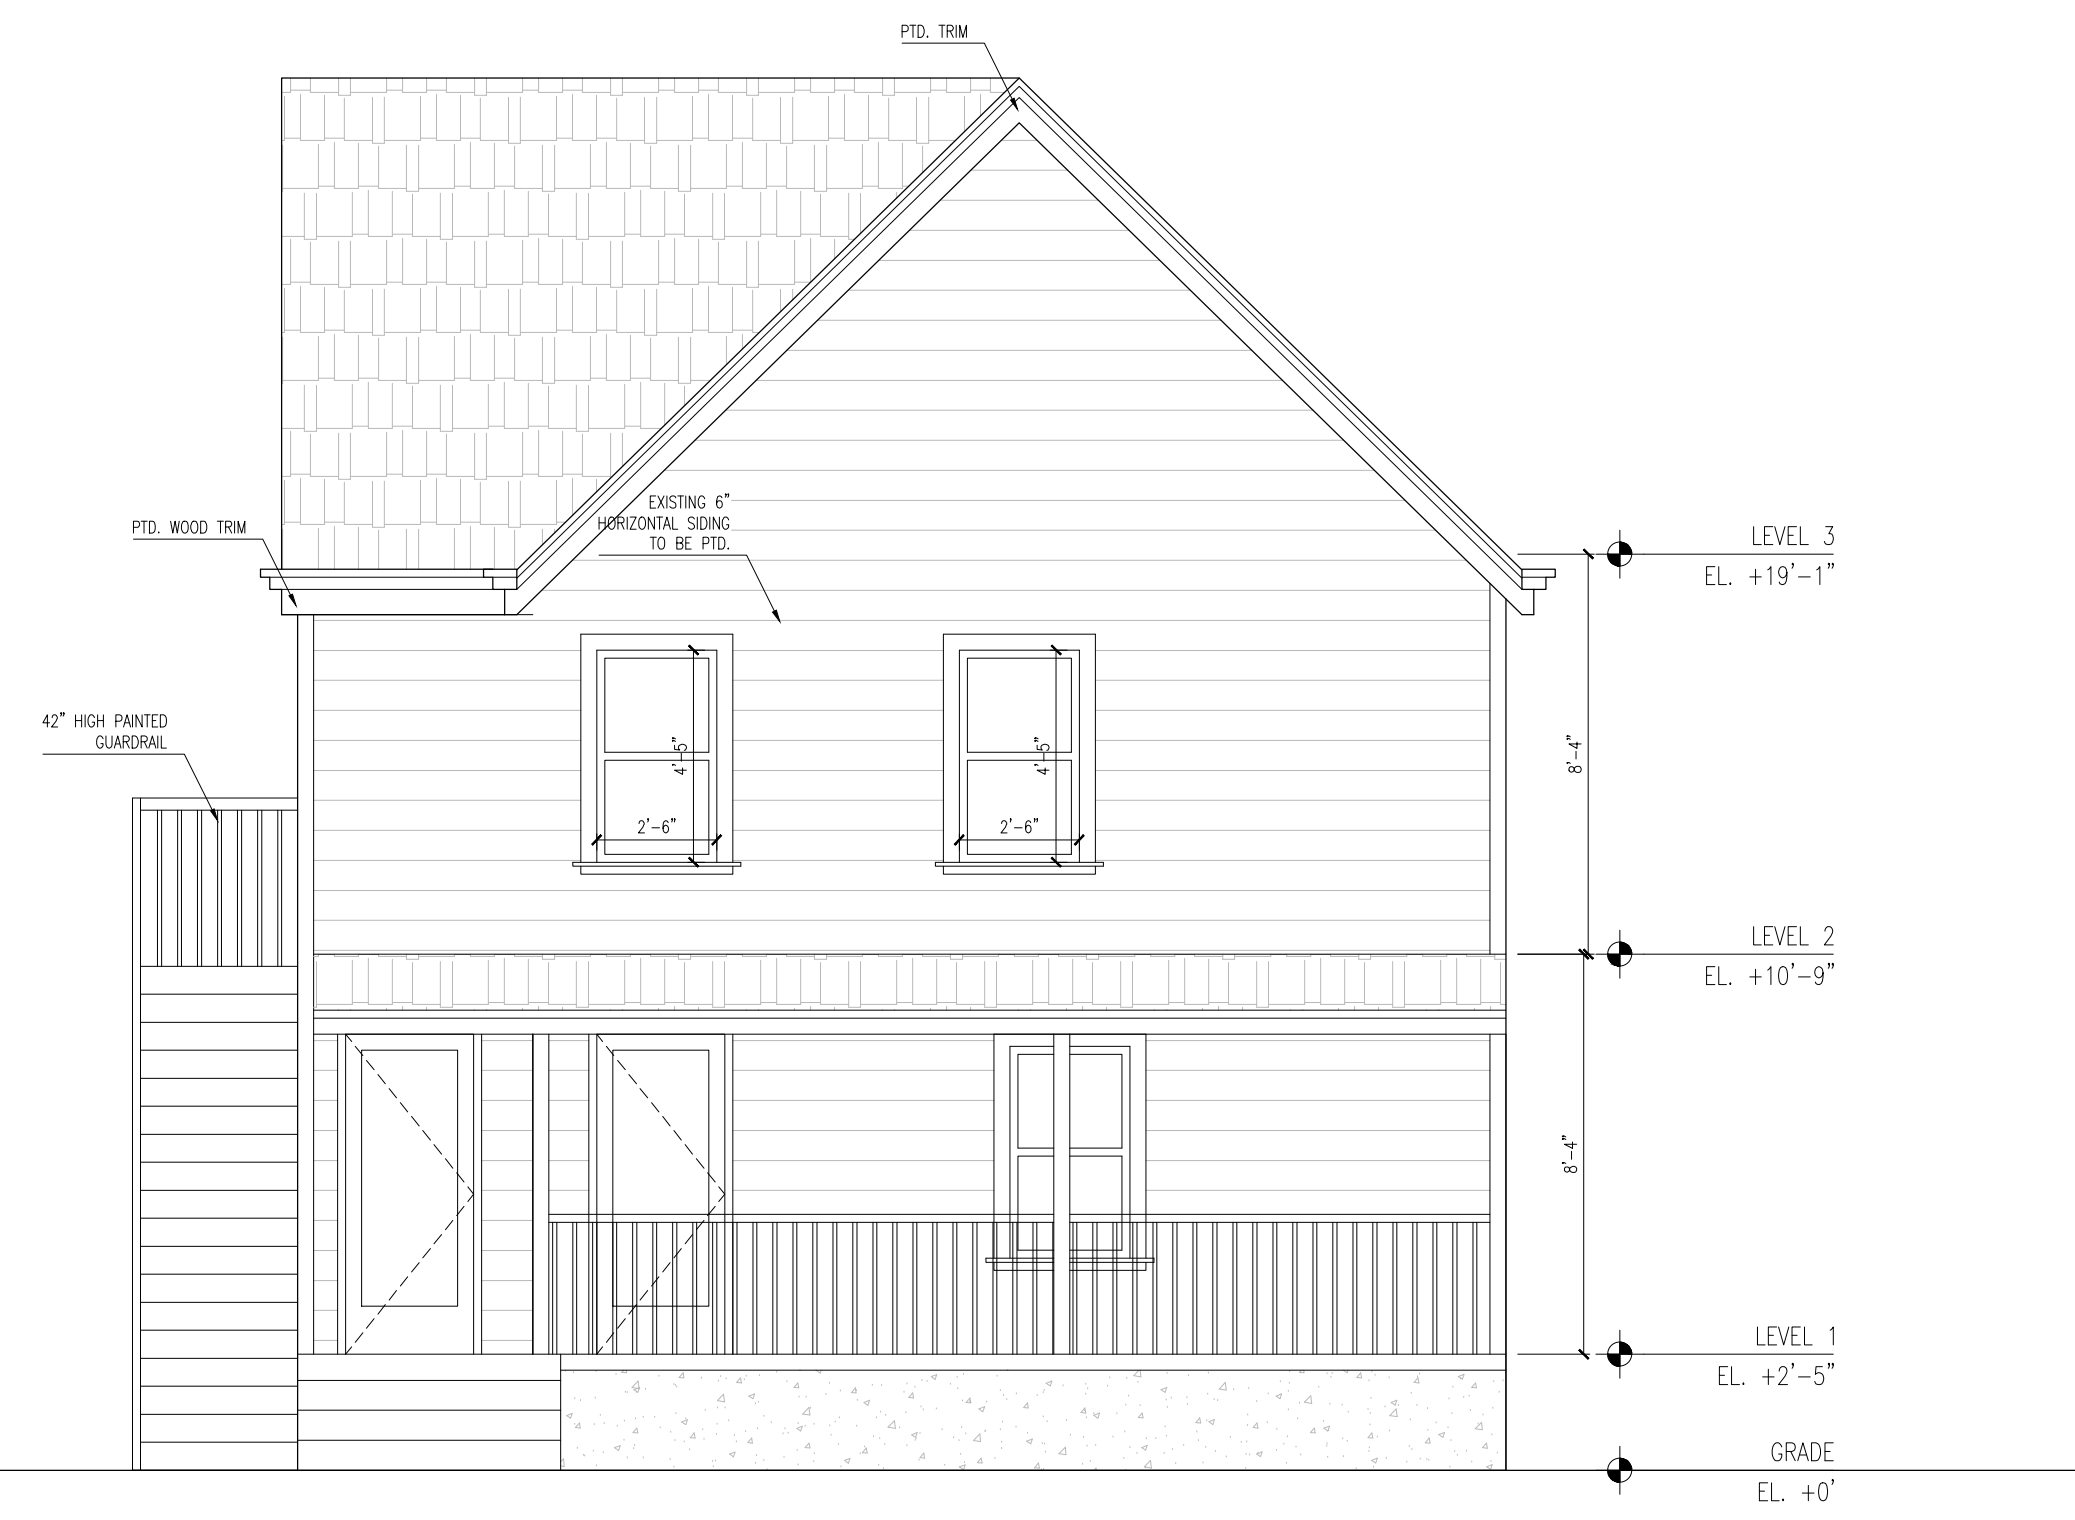 PTD. TRIM
EXISTING 6"
HORIZONTAL SIDING
TO BE PTD.
PTD. WOOD TRIM
LEVEL 3
EL. +19'-1"
42" HIGH PAINTED
GUARDRAIL
4'-5"
4'-5"
8'-4"
2'-6"
2'-6"
LEVEL 2
EL. +10'-9"
8'-4"
LEVEL 1
EL. +2'-5"
GRADE
EL. +0'